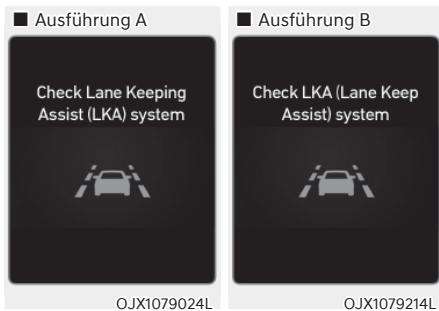 ■ Ausführung A
Check Lane Keeping
Assist (LKA) system
OJX1079024L
■ Ausführung B
Check LKA (Lane Keep
Assist) system
OJX1079214L